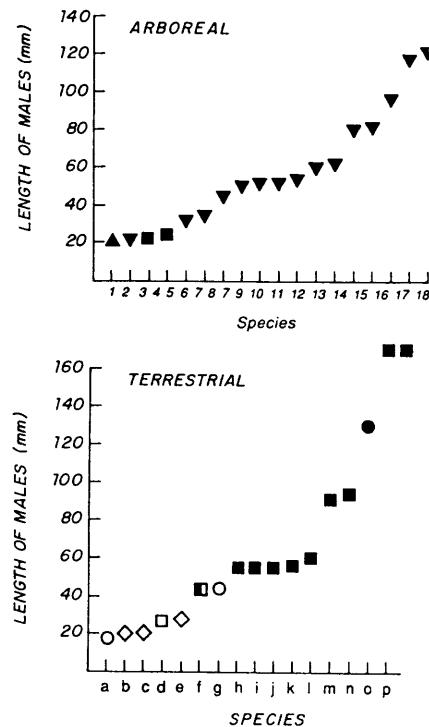 140
ARBOREAL
120
100
80
60
40
20
LENGTH OF MALES (mm)
1 2 3 4 5 6 7 8 9 10 11 12 13 14 15 16 17 18
Species
160
TERRESTRIAL
140
120
100
80
60
40
20
LENGTH OF MALES (mm)
a b c d e f g h i j k l m n o p
SPECIES